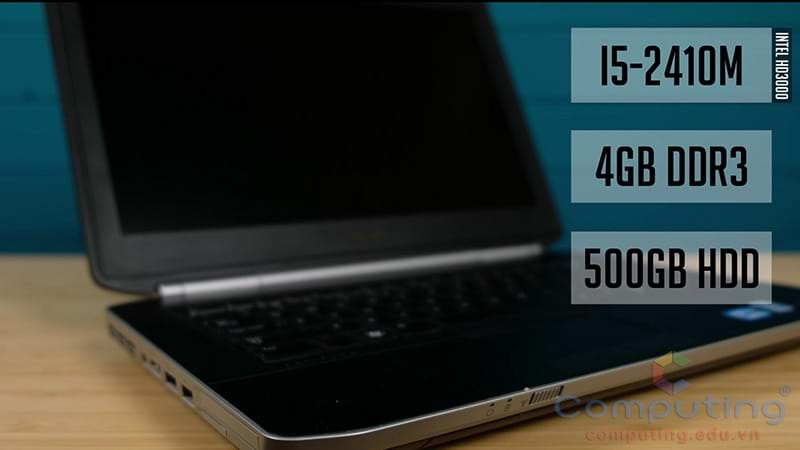 I5-2410M
INTEL HD3000
4GB DDR3
500GB HDD
Computing®
computing.edu.vn